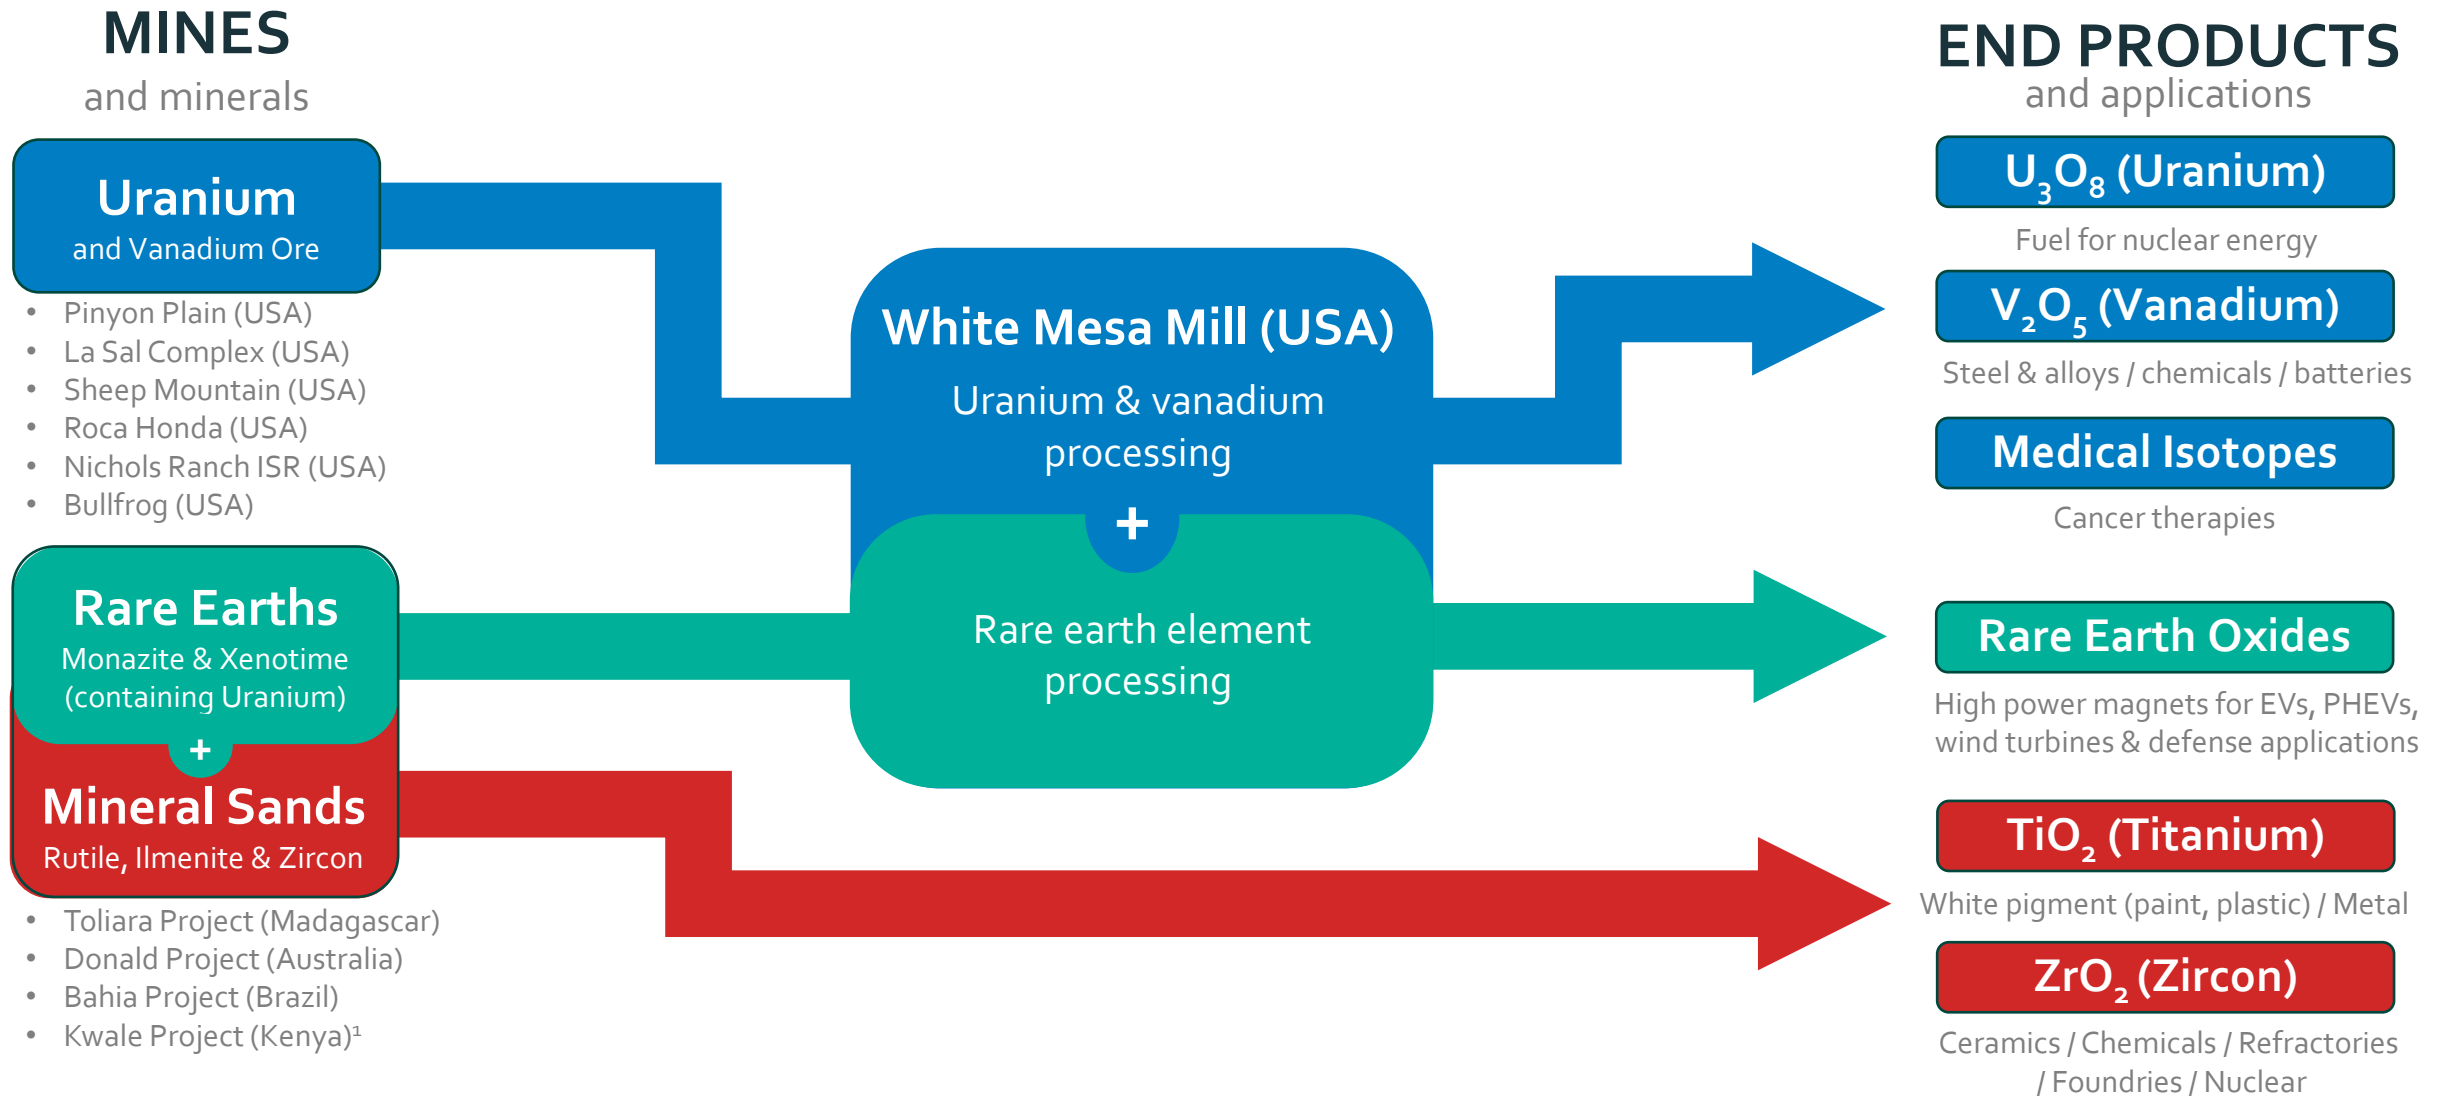 MINES
and minerals
Uranium
and Vanadium Ore
• Pinyon Plain (USA)
• La Sal Complex (USA)
• Sheep Mountain (USA)
• Roca Honda (USA)
• Nichols Ranch ISR (USA)
• Bullfrog (USA)
Rare Earths
Monazite & Xenotime
(containing Uranium)
+
Mineral Sands
Rutile, Ilmenite & Zircon
• Toliara Project (Madagascar)
• Donald Project (Australia)
• Bahia Project (Brazil)
• Kwale Project (Kenya)¹
White Mesa Mill (USA)
Uranium & vanadium
processing
+
Rare earth element
processing
END PRODUCTS
and applications
U₃O₈ (Uranium)
Fuel for nuclear energy
V₂O₅ (Vanadium)
Steel & alloys / chemicals / batteries
Medical Isotopes
Cancer therapies
Rare Earth Oxides
High power magnets for EVs, PHEVs,
wind turbines & defense applications
TiO₂ (Titanium)
White pigment (paint, plastic) / Metal
ZrO₂ (Zircon)
Ceramics / Chemicals / Refractories
/ Foundries / Nuclear